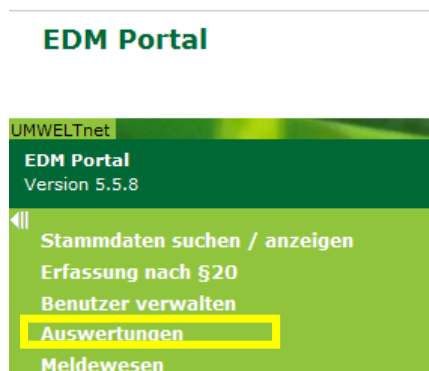 EDM Portal
UMWELTnet
EDM Portal
Version 5.5.8
Stammdaten suchen / anzeigen
Erfassung nach §20
Benutzer verwalten
Auswertungen
Meldewesen